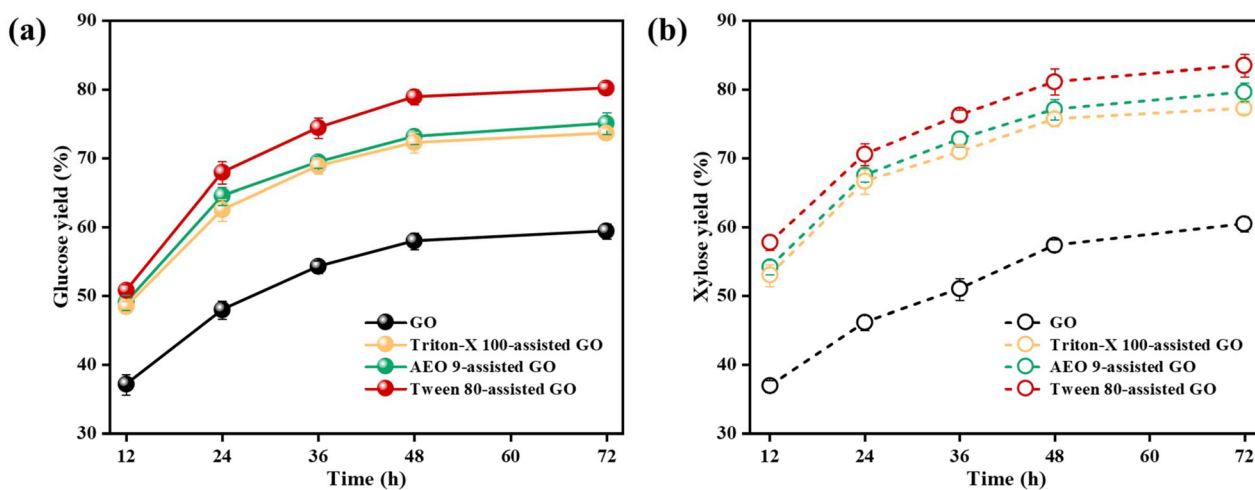 (a)
Glucose yield (%)
90
80
70
60
50
40
30
GO
Triton-X 100-assisted GO
AEO 9-assisted GO
Tween 80-assisted GO
12 24 36 48 60 72
Time (h)
(b)
Xylose yield (%)
90
80
70
60
50
40
30
GO
Triton-X 100-assisted GO
AEO 9-assisted GO
Tween 80-assisted GO
12 24 36 48 60 72
Time (h)